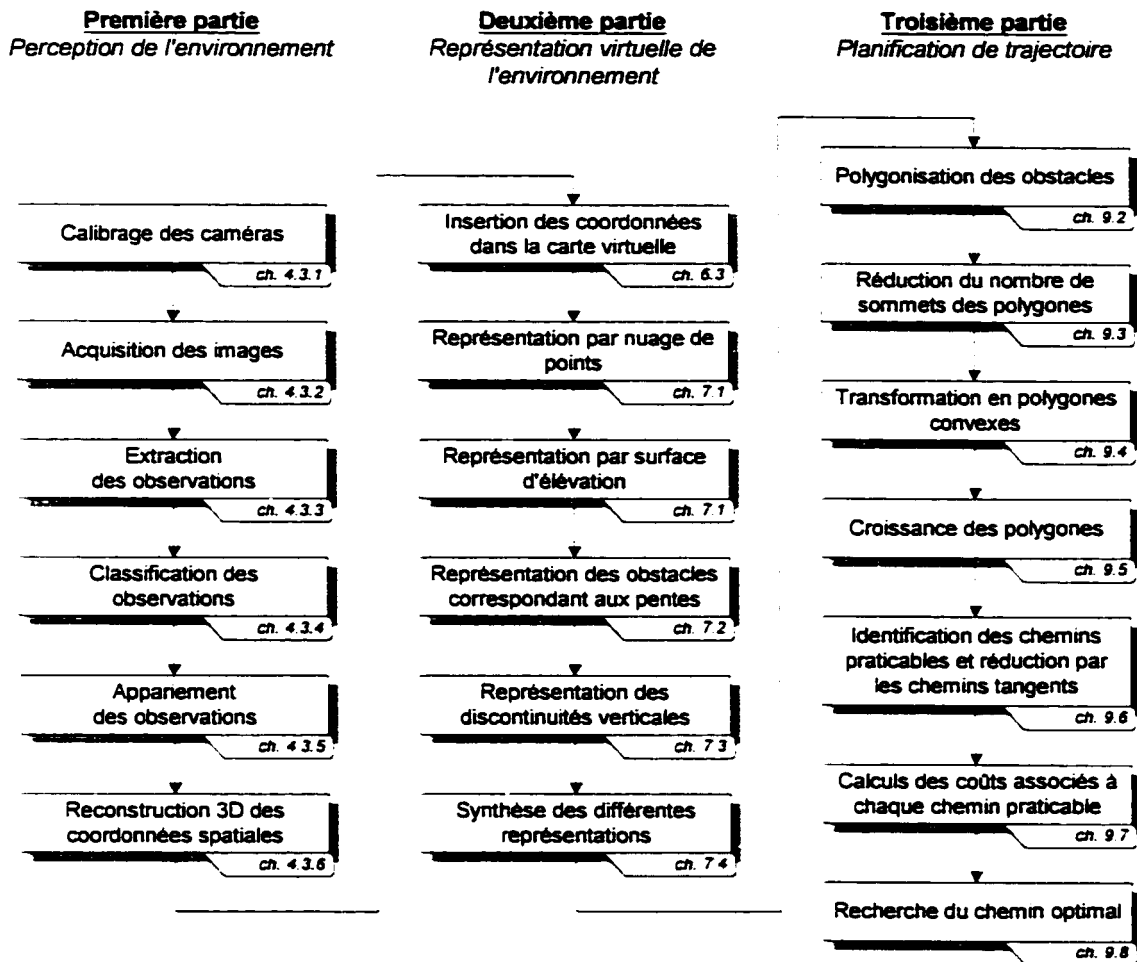 Première partie
Perception de l'environnement
Calibrage des caméras
ch. 4.3.1
Acquisition des images
ch. 4.3.2
Extraction
des observations
ch. 4.3.3
Classification des
observations
ch. 4.3.4
Appariement
des observations
ch. 4.3.5
Reconstruction 3D des
coordonnées spatiales
ch. 4.3.6
Deuxième partie
Représentation virtuelle de
l'environnement
Insertion des coordonnées
dans la carte virtuelle
ch. 6.3
Représentation par nuage de
points
ch. 7.1
Représentation par surface
d'élévation
ch. 7.1
Représentation des obstacles
correspondant aux pentes
ch. 7.2
Représentation des
discontinuités verticales
ch. 7.3
Synthèse des différentes
représentations
ch. 7.4
Troisième partie
Planification de trajectoire
Polygonisation des obstacles
ch. 9.2
Réduction du nombre de
sommets des polygones
ch. 9.3
Transformation en polygones
convexes
ch. 9.4
Croissance des polygones
ch. 9.5
Identification des chemins
praticables et réduction par
les chemins tangents
ch. 9.6
Calculs des coûts associés à
chaque chemin praticable
ch. 9.7
Recherche du chemin optimal
ch. 9.8